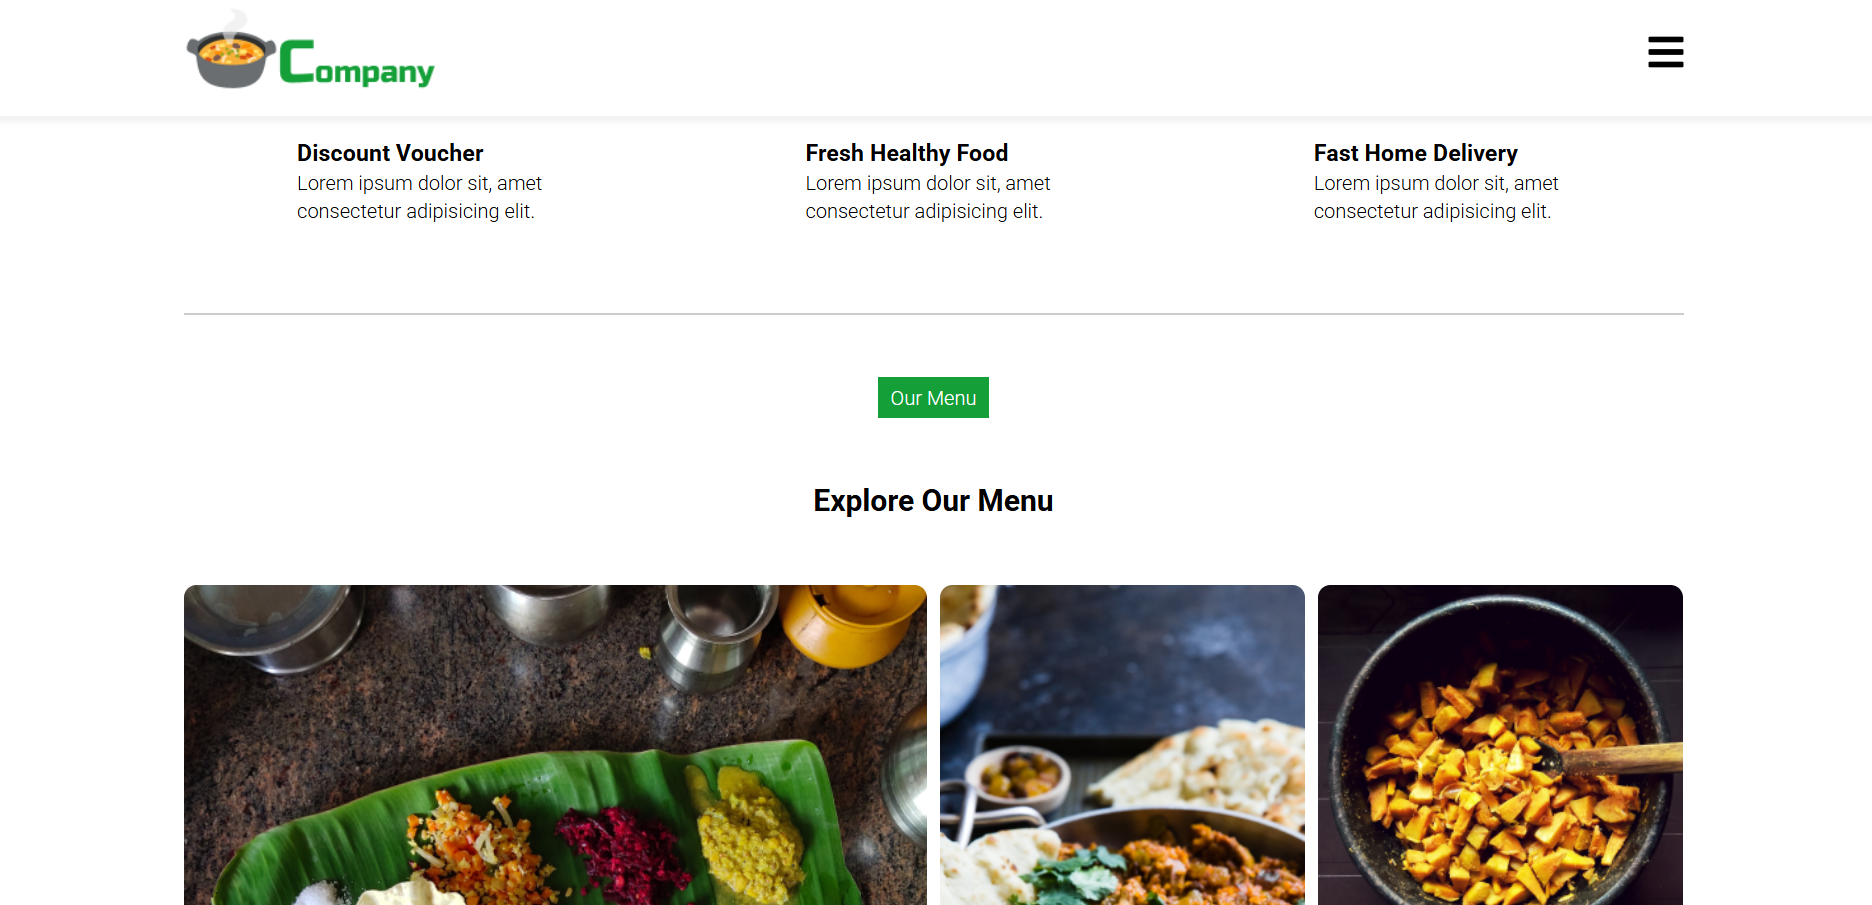 Company
Discount Voucher
Lorem ipsum dolor sit, amet
consectetur adipisicing elit.
Fresh Healthy Food
Lorem ipsum dolor sit, amet
consectetur adipisicing elit.
Fast Home Delivery
Lorem ipsum dolor sit, amet
consectetur adipisicing elit.
Our Menu
Explore Our Menu